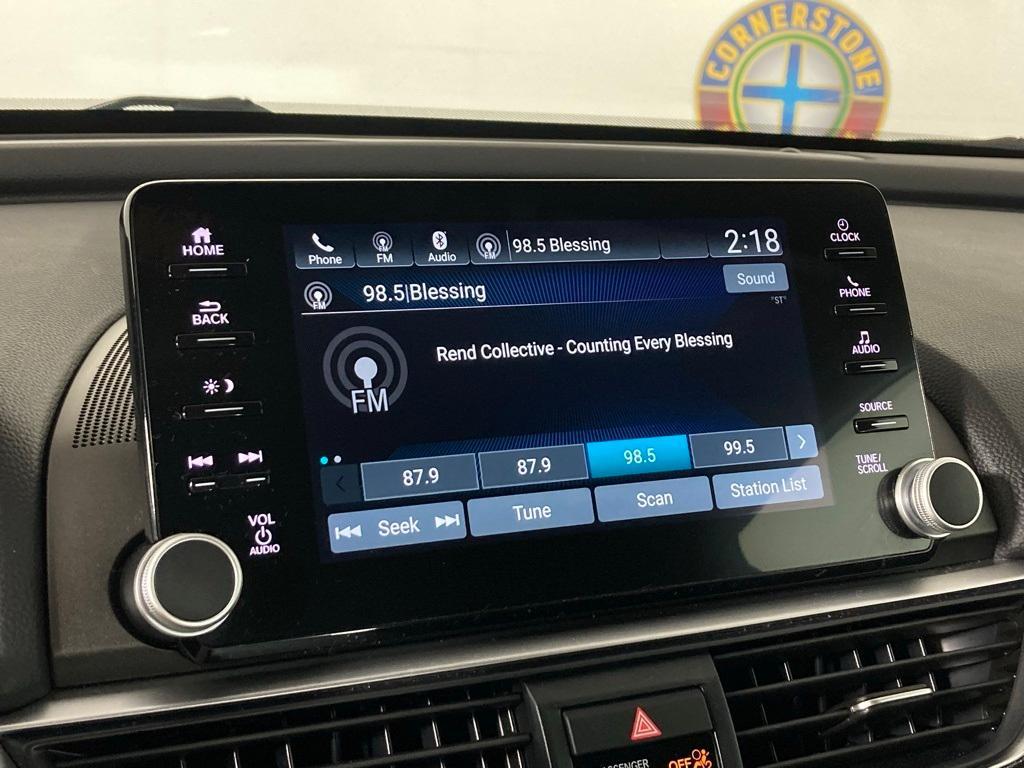 CORNERSTONE
HOME
BACK
VOL
AUDIO
Phone
FM
Audio
98.5 Blessing
2:18
FM
98.5|Blessing
Sound
"ST"
FM
Rend Collective - Counting Every Blessing
87.9
87.9
98.5
99.5
Seek
Tune
Scan
Station List
CLOCK
PHONE
AUDIO
SOURCE
TUNE/
SCROLL
OFF